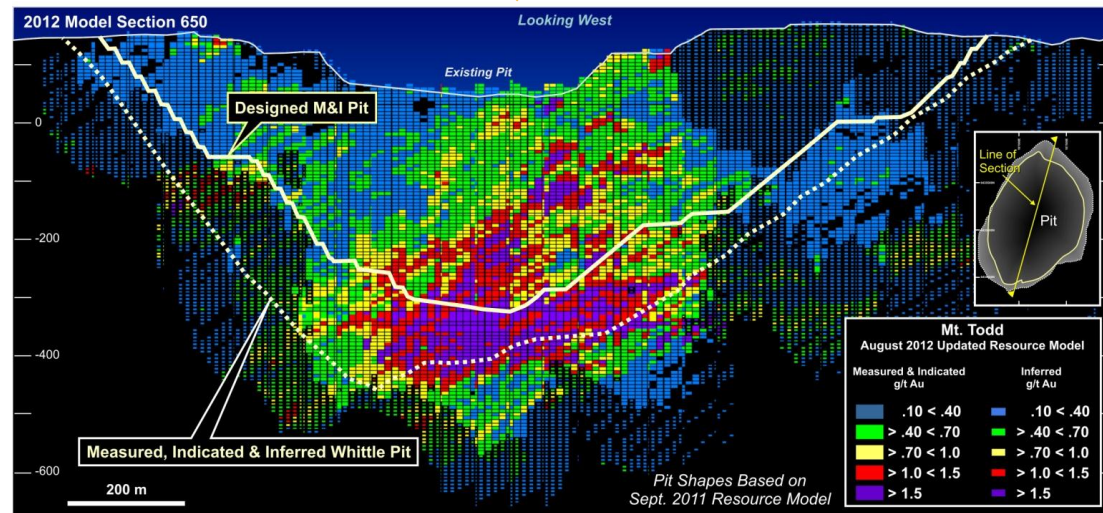 2012 Model Section 650
Looking West
Existing Pit
Designed M&I Pit
0
-200
-400
-600
Line of
Section
Pit
Measured, Indicated & Inferred Whittle Pit
200 m
Pit Shapes Based on
Sept. 2011 Resource Model
Mt. Todd
August 2012 Updated Resource Model
Measured & Indicated
g/t Au
Inferred
g/t Au
.10 < .40
.10 < .40
> .40 < .70
> .40 < .70
> .70 < 1.0
> .70 < 1.0
> 1.0 < 1.5
> 1.0 < 1.5
> 1.5
> 1.5